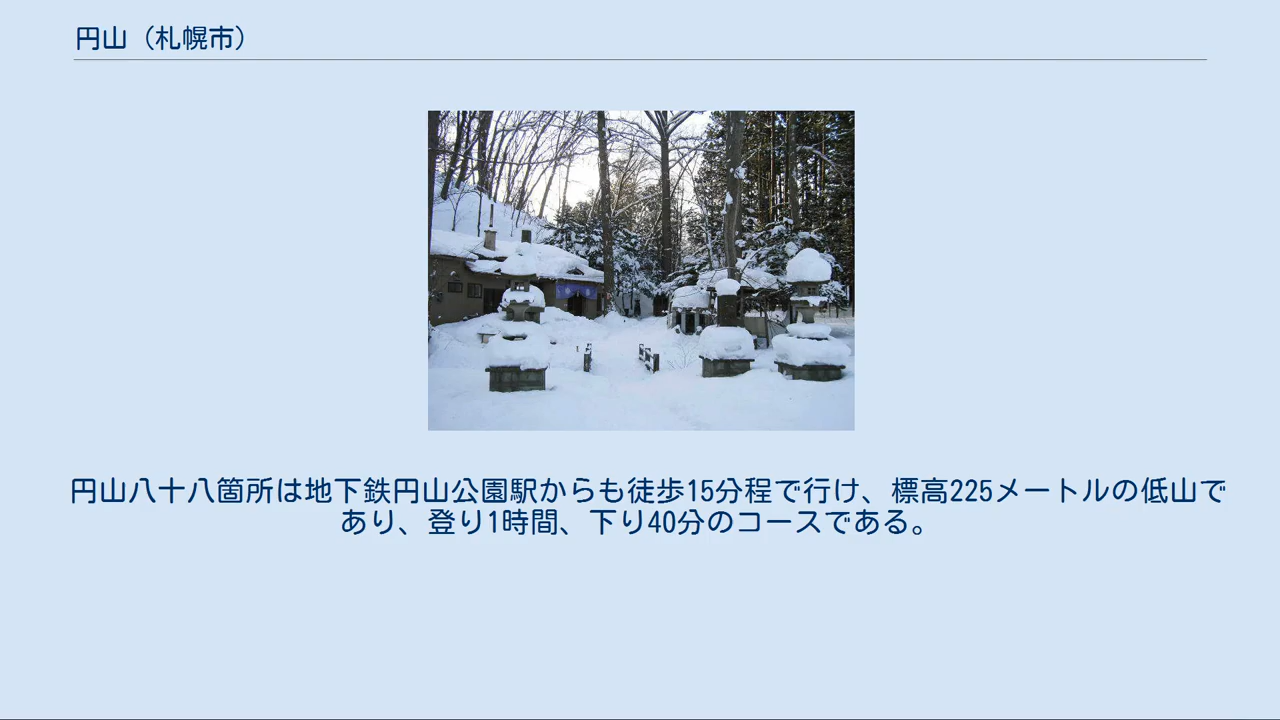 円山（札幌市）
円山八十八箇所は地下鉄円山公園駅からも徒歩15分程で行け、標高225メートルの低山で
あり、登り1時間、下り40分のコースである。